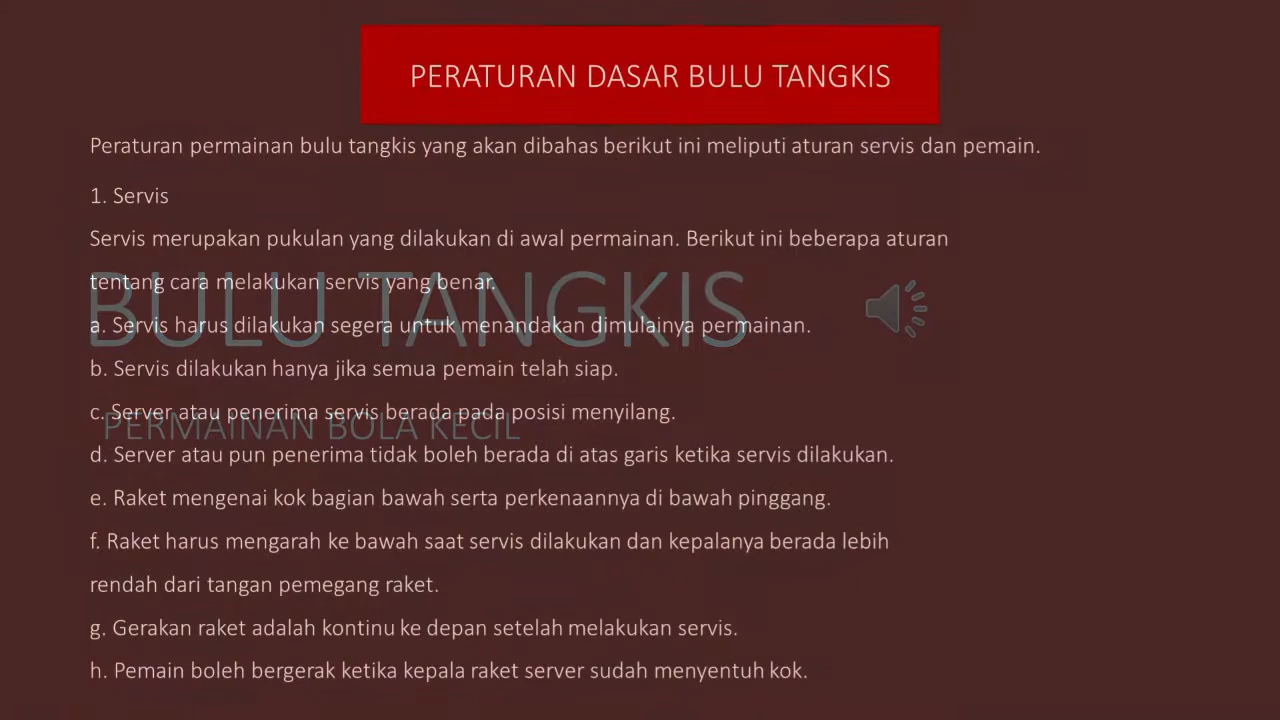 PERATURAN DASAR BULU TANGKIS
Peraturan permainan bulu tangkis yang akan dibahas berikut ini meliputi aturan servis dan pemain.
1. Servis
Servis merupakan pukulan yang dilakukan di awal permainan. Berikut ini beberapa aturan
tentang cara melakukan servis yang benar.
BULU TANGKIS
a. Servis harus dilakukan segera untuk menandakan dimulainya permainan.
b. Servis dilakukan hanya jika semua pemain telah siap.
c. Server atau penerima servis berada pada posisi menyilang.
PERMAINAN BOLA KECIL
d. Server atau pun penerima tidak boleh berada di atas garis ketika servis dilakukan.
e. Raket mengenai kok bagian bawah serta perkenaannya di bawah pinggang.
f. Raket harus mengarah ke bawah saat servis dilakukan dan kepalanya berada lebih
rendah dari tangan pemegang raket.
g. Gerakan raket adalah kontinu ke depan setelah melakukan servis.
h. Pemain boleh bergerak ketika kepala raket server sudah menyentuh kok.